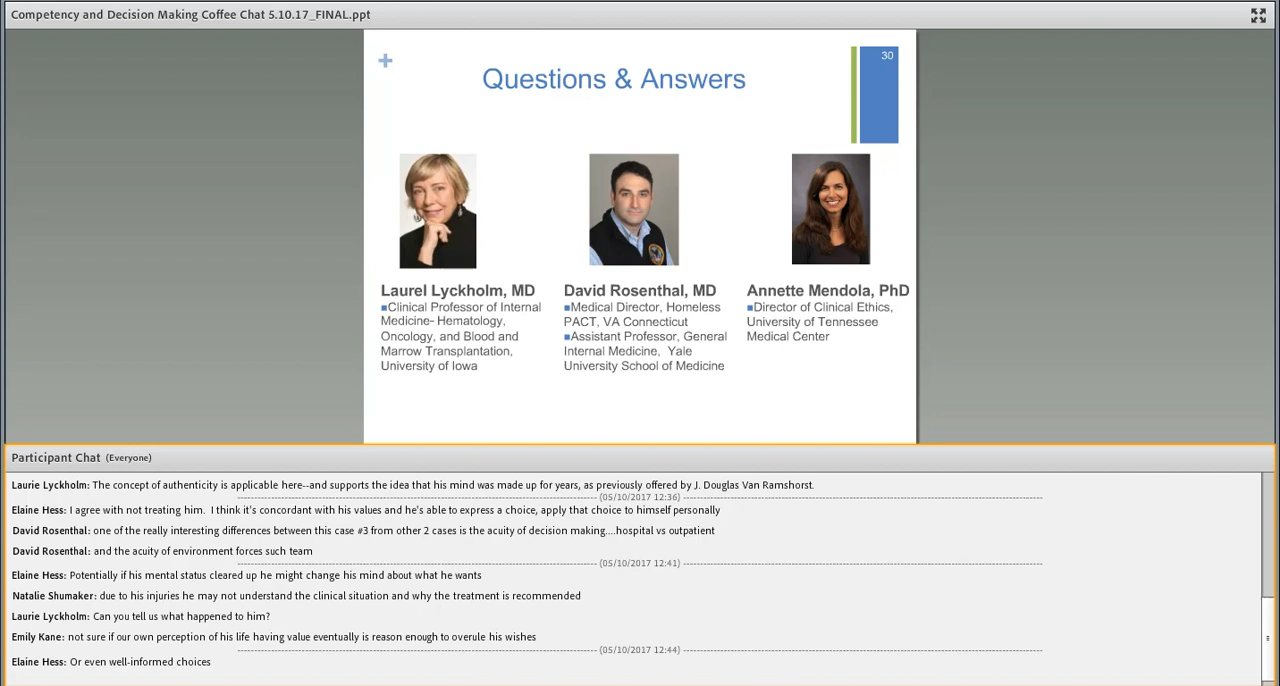 Competency and Decision Making Coffee Chat 5.10.17_FINAL.ppt
30
Questions & Answers
Laurel Lyckholm, MD
■Clinical Professor of Internal
Medicine- Hematology,
Oncology, and Blood and
Marrow Transplantation,
University of Iowa
David Rosenthal, MD
■Medical Director, Homeless
PACT, VA Connecticut
■Assistant Professor, General
Internal Medicine, Yale
University School of Medicine
Annette Mendola, PhD
■Director of Clinical Ethics,
University of Tennessee
Medical Center
Participant Chat (Everyone)
Laurie Lyckholm: The concept of authenticity is applicable here--and supports the idea that his mind was made up for years, as previously offered by J. Douglas Van Ramshorst.
(05/10/2017 12:36)
Elaine Hess: I agree with not treating him. I think it's concordant with his values and he's able to express a choice, apply that choice to himself personally
David Rosenthal: one of the really interesting differences between this case #3 from other 2 cases is the acuity of decision making....hospital vs outpatient
David Rosenthal: and the acuity of environment forces such team
(05/10/2017 12:41)
Elaine Hess: Potentially if his mental status cleared up he might change his mind about what he wants
Natalie Shumaker: due to his injuries he may not understand the clinical situation and why the treatment is recommended
Laurie Lyckholm: Can you tell us what happened to him?
Emily Kane: not sure if our own perception of his life having value eventually is reason enough to overule his wishes
(05/10/2017 12:44)
Elaine Hess: Or even well-informed choices